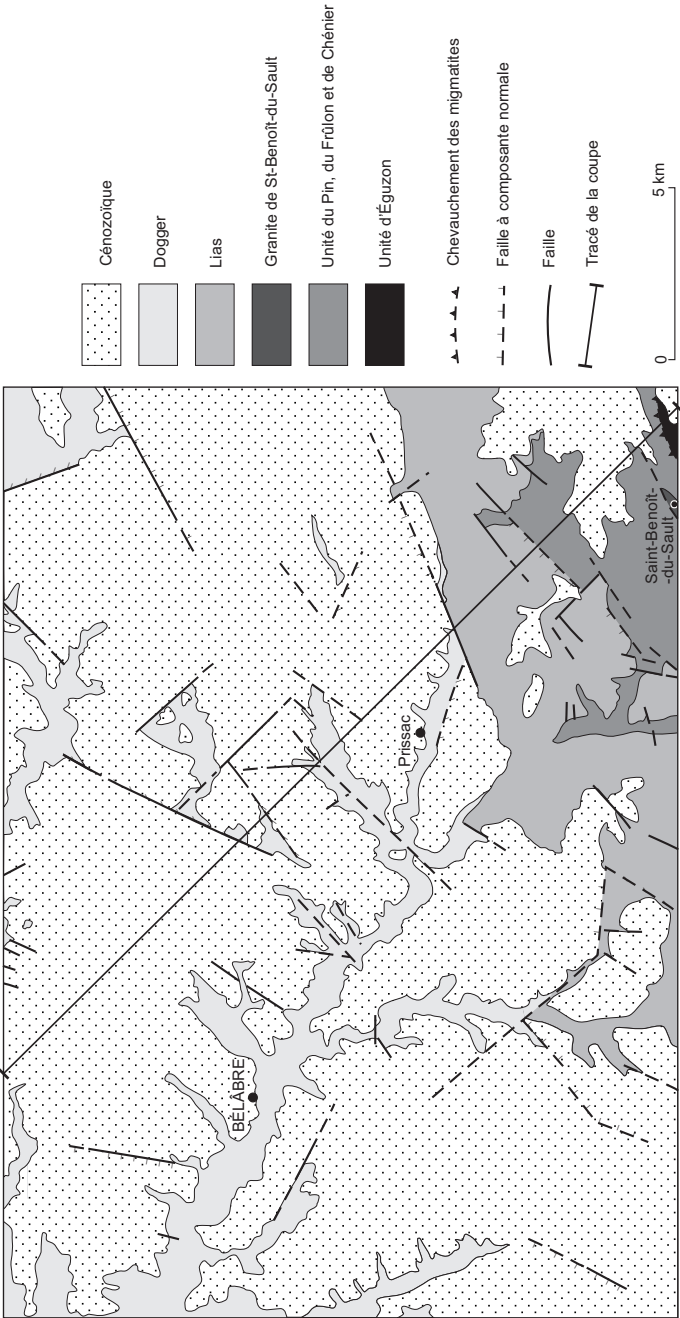 Cénozoïque
Dogger
Lias
Granite de St-Benoît-du-Sault
Unité du Pin, du Frûlon et de Chénier
Unité d'Éguzon
Chevauchement des migmatites
Faille à composante normale
Faille
Tracé de la coupe
0
5 km
BÉLÂBRE
Prissac
Saint-Benoît-
-du-Sault